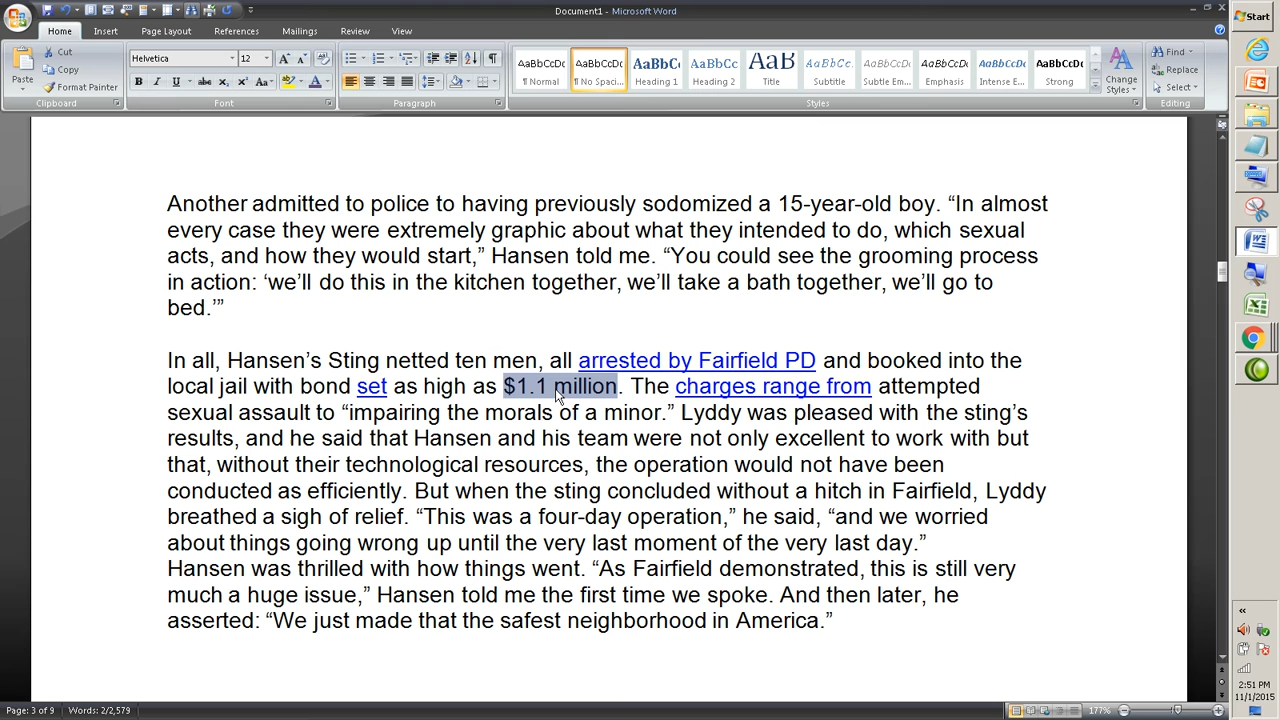 Document1 - Microsoft Word
Home Insert Page Layout References Mailings Review View
Paste
Cut
Copy
Format Painter
Clipboard
Helvetica 12
Font
Paragraph
AaBbCcDc AaBbCcDc AaBbC AaBbCc AaB AaBbCc. AaBbCcDc AaBbCcDc AaBbCcDc AaBbCcDc
¶ Normal ¶ No Spaci... Heading 1 Heading 2 Title Subtitle Subtle Em... Emphasis Intense E... Strong
Styles
Change
Styles
Find
Replace
Select
Editing
Start
Another admitted to police to having previously sodomized a 15-year-old boy. “In almost
every case they were extremely graphic about what they intended to do, which sexual
acts, and how they would start,” Hansen told me. “You could see the grooming process
in action: ‘we’ll do this in the kitchen together, we’ll take a bath together, we’ll go to
bed.’”
In all, Hansen’s Sting netted ten men, all arrested by Fairfield PD and booked into the
local jail with bond set as high as $1.1 million. The charges range from attempted
sexual assault to “impairing the morals of a minor.” Lyddy was pleased with the sting’s
results, and he said that Hansen and his team were not only excellent to work with but
that, without their technological resources, the operation would not have been
conducted as efficiently. But when the sting concluded without a hitch in Fairfield, Lyddy
breathed a sigh of relief. “This was a four-day operation,” he said, “and we worried
about things going wrong up until the very last moment of the very last day.”
Hansen was thrilled with how things went. “As Fairfield demonstrated, this is still very
much a huge issue,” Hansen told me the first time we spoke. And then later, he
asserted: “We just made that the safest neighborhood in America.”
Page: 3 of 9 Words: 2/2,579
177%
2:51 PM
11/1/2015